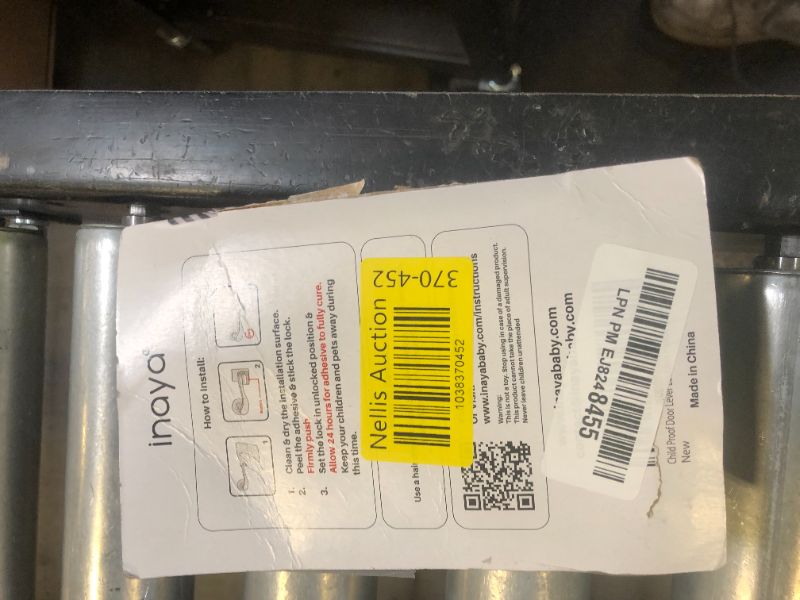 inaya
How to Install:
1
2
1. Clean & dry the installation surface.
2. Peel the adhesive & stick the lock.
Firmly push
3. Set the lock in unlocked position &
Allow 24 hours for adhesive to fully cure.
Keep your children and pets away during
this time.
Use a hair
370-452
Nellis Auction
1038370452
www.inayababy.com/instructions
Warning:
This is not a toy. Stop using in case of a damaged product.
This product cannot take the place of adult supervision.
Never leave children unattended
LPN PM EJ8248455
Child Proof Door Lever
New
Made in China